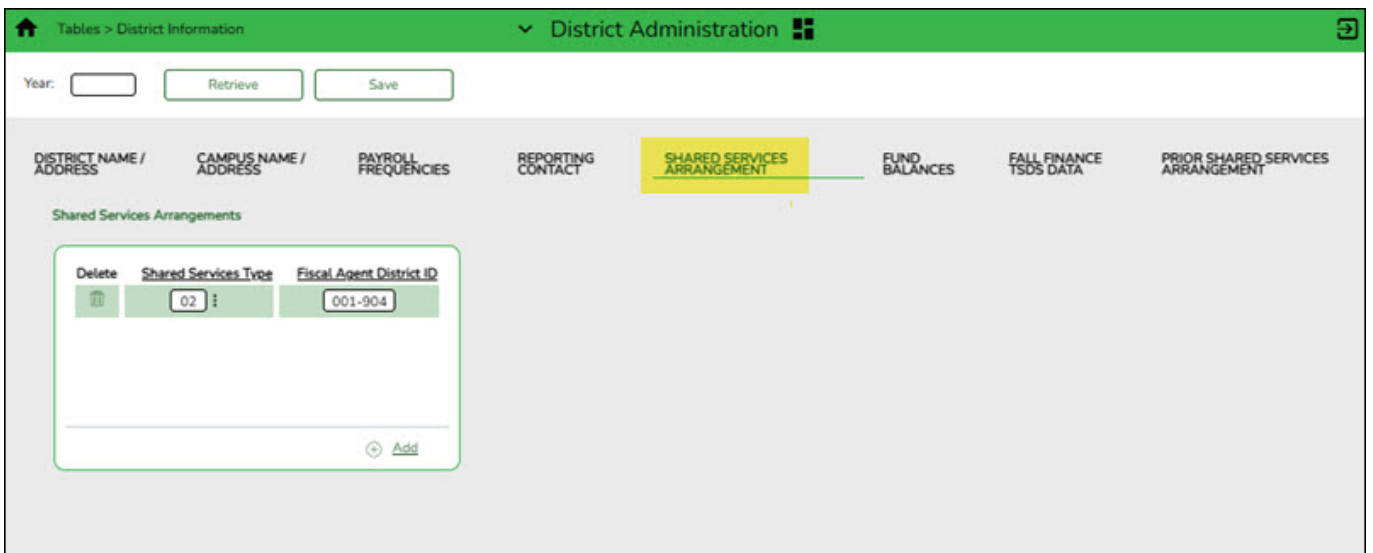 Tables > District Information
District Administration
Year:
Retrieve
Save
DISTRICT NAME /
ADDRESS
CAMPUS NAME /
ADDRESS
PAYROLL
FREQUENCIES
REPORTING
CONTACT
SHARED SERVICES
ARRANGEMENT
FUND
BALANCES
FALL FINANCE
TSDS DATA
PRIOR SHARED SERVICES
ARRANGEMENT
Shared Services Arrangements
Delete Shared Services Type Fiscal Agent District ID
02 001-904
Add